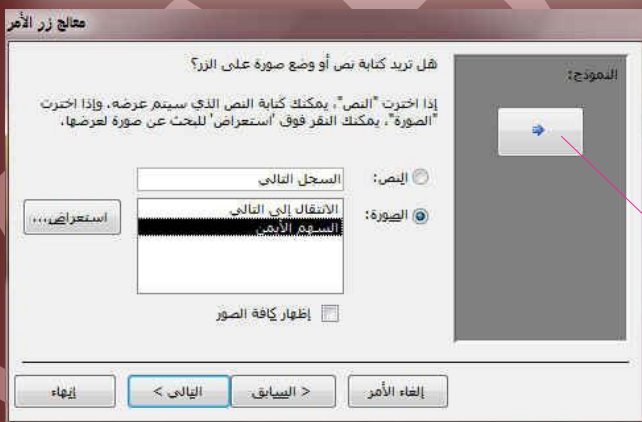 معالج زر الأمر
هل تريد كتابة نص أو وضع صورة على الزر؟
النموذج:
إذا اخترت "النص"، يمكنك كتابة النص الذي سيتم عرضه، وإذا اخترت
"الصورة"، يمكنك النقر فوق 'استعراض' للبحث عن صورة لعرضها.
النص:
السجل التالي
الصورة:
الانتقال إلى التالي
السهم الأيمن
استعراض...
إظهار كافة الصور
إلغاء الأمر
< السابق
التالي >
إنهاء